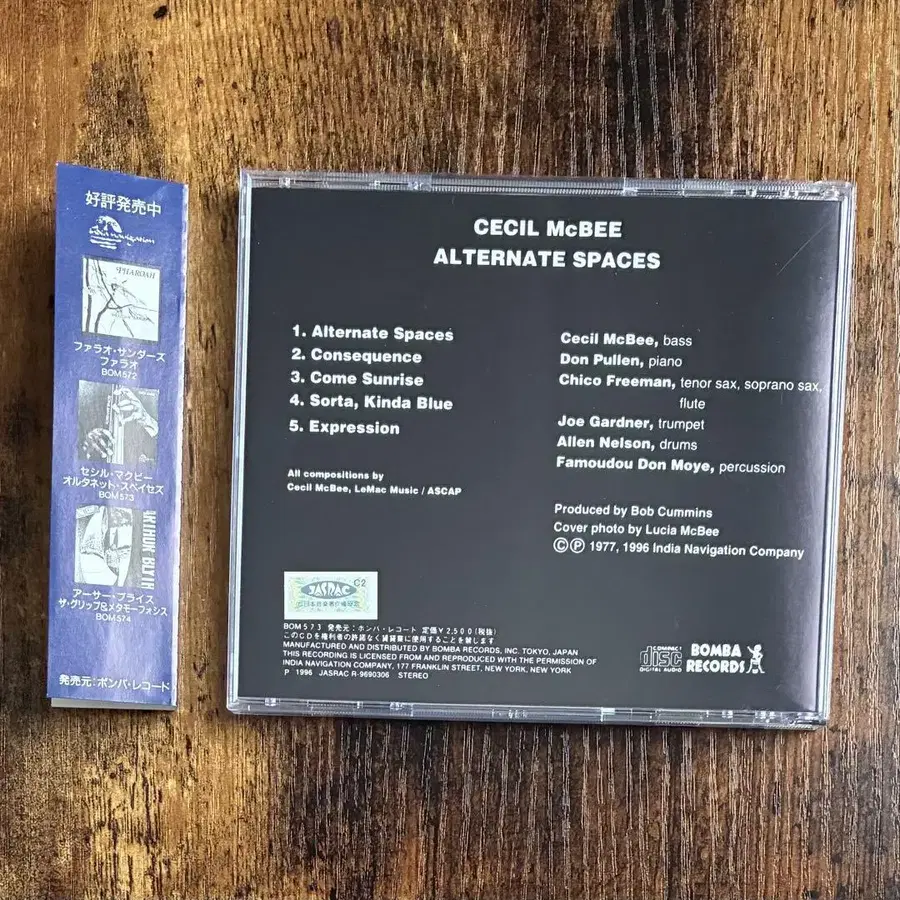 好評発売中
india navigation
PHAROAH
ファラオ・サンダーズ
ファラオ
BOM572
セシル・マクビー
オルタネット・スペイセズ
BOM573
アーサー・ブライス
ザ・グリップ&メタモーフォシス
BOM574
発売元:ボンバ・レコード
CECIL McBEE
ALTERNATE SPACES
1. Alternate Spaces
2. Consequence
3. Come Sunrise
4. Sorta, Kinda Blue
5. Expression
All compositions by
Cecil McBee, LeMac Music / ASCAP
Cecil McBee, bass
Don Pullen, piano
Chico Freeman, tenor sax, soprano sax,
flute
Joe Gardner, trumpet
Allen Nelson, drums
Famoudou Don Moye, percussion
Produced by Bob Cummins
Cover photo by Lucia McBee
ⒸⓅ 1977, 1996 India Navigation Company
JASRAC
C2
BOM573 発売元:ボンバ・レコード 定価¥2,500(税抜)
このCDを権利者の許諾なく賃貸業に使用することを禁じます
MANUFACTURED AND DISTRIBUTED BY BOMBA RECORDS, INC. TOKYO, JAPAN
THIS RECORDING IS LICENSED FROM AND REPRODUCED WITH THE PERMISSION OF
INDIA NAVIGATION COMPANY, 177 FRANKLIN STREET, NEW YORK, NEW YORK
P 1996 JASRAC R-9690306 STEREO
COMPACT
disc
DIGITAL AUDIO
BOMBA
RECORDS